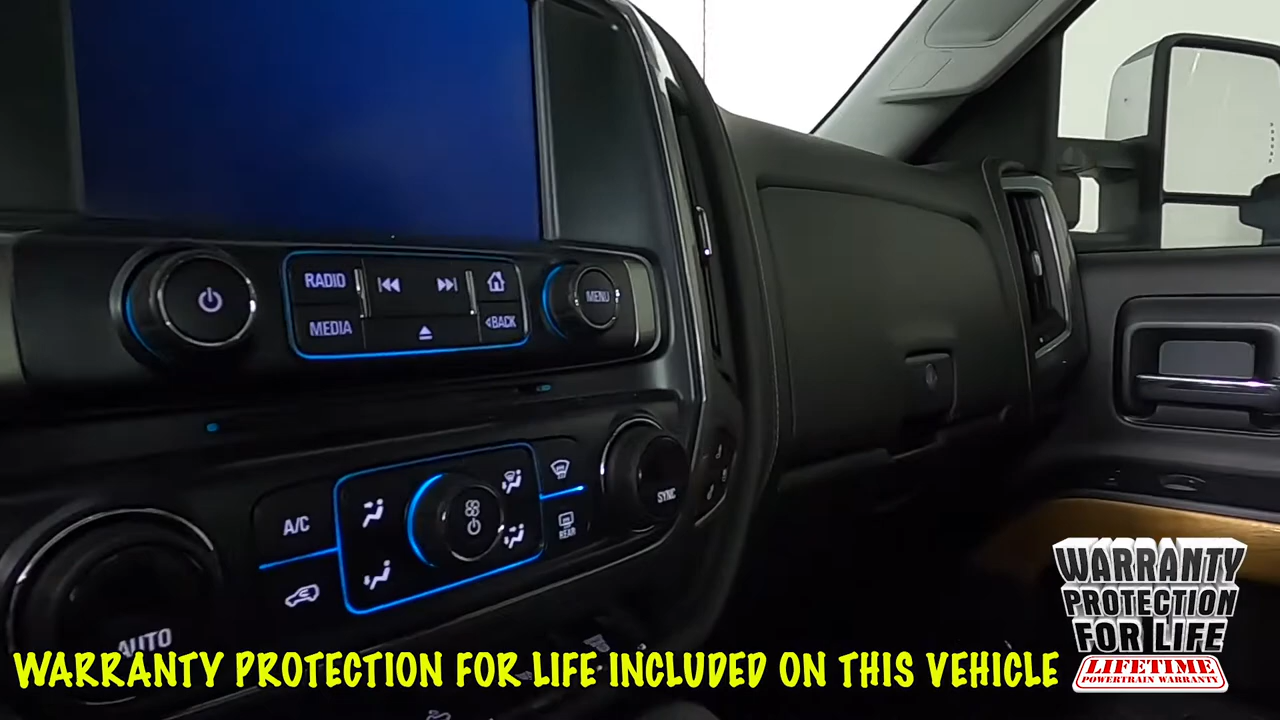 RADIO
MEDIA
BACK
MENU
A/C
AUTO
REAR
SYNC
WARRANTY PROTECTION FOR LIFE INCLUDED ON THIS VEHICLE
WARRANTY
PROTECTION
FOR LIFE
LIFETIME
POWERTRAIN WARRANTY